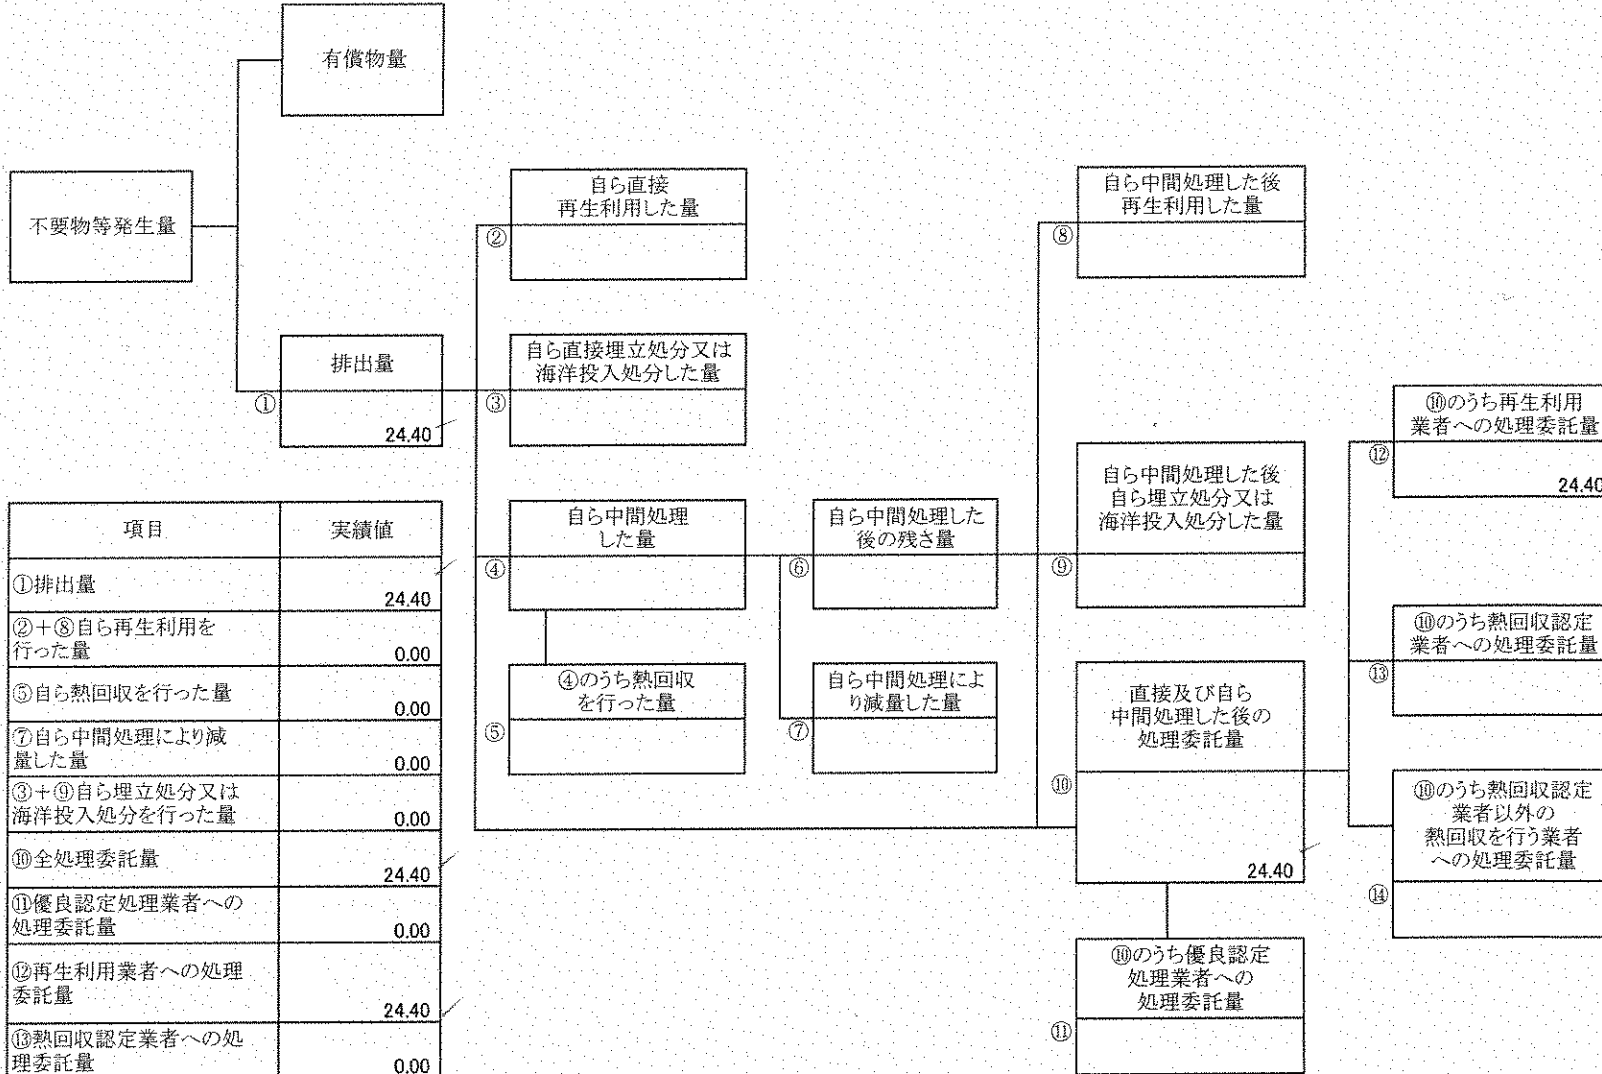 有償物量
不要物等発生量
自ら直接
再生利用した量
②
自ら中間処理した後
再生利用した量
⑧
排出量
①
24.40
自ら直接埋立処分又は
海洋投入処分した量
③
⑩のうち再生利用
業者への処理委託量
⑫
24.40
自ら中間処理した後
自ら埋立処分又は
海洋投入処分した量
⑨
自ら中間処理
した量
④
自ら中間処理した
後の残さ量
⑥
④のうち熱回収
を行った量
⑤
自ら中間処理によ
り減量した量
⑦
直接及び自ら
中間処理した後の
処理委託量
⑩
24.40
⑩のうち熱回収認定
業者への処理委託量
⑬
⑩のうち熱回収認定
業者以外の
熱回収を行う業者
への処理委託量
⑭
⑩のうち優良認定
処理業者への
処理委託量
⑪
項目 実績値
①排出量
24.40
②+⑧自ら再生利用を
行った量
0.00
⑤自ら熱回収を行った量
0.00
⑦自ら中間処理により減
量した量
0.00
③+⑨自ら埋立処分又は
海洋投入処分を行った量
0.00
⑩全処理委託量
24.40
⑪優良認定処理業者への
処理委託量
0.00
⑫再生利用業者への処理
委託量
24.40
⑬熱回収認定業者への処
理委託量
0.00